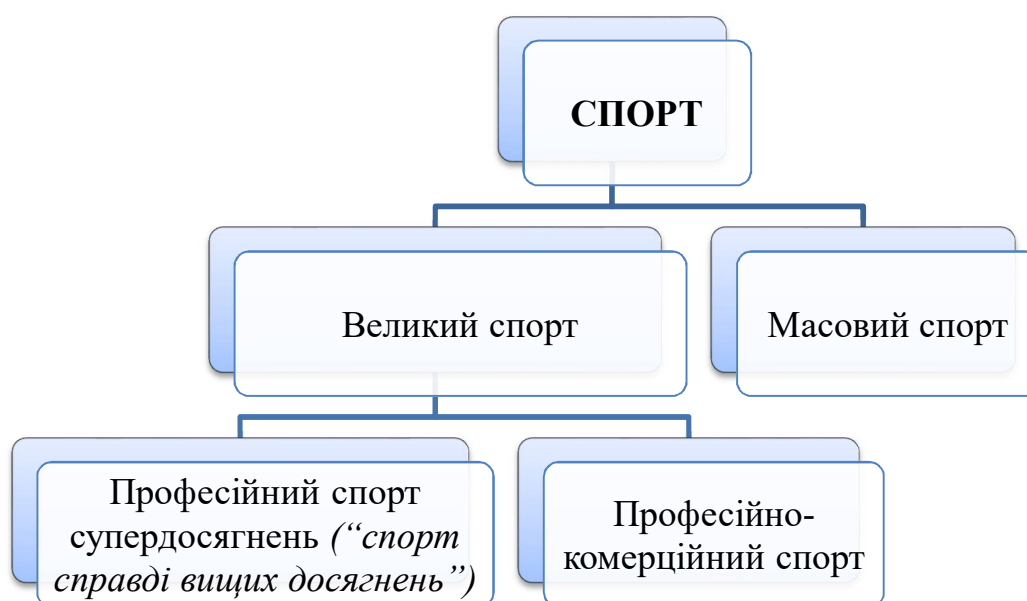 СПОРТ
Великий спорт
Масовий спорт
Професійний спорт
супердосягнень (“спорт
справді вищих досягнень”)
Професійно-
комерційний спорт